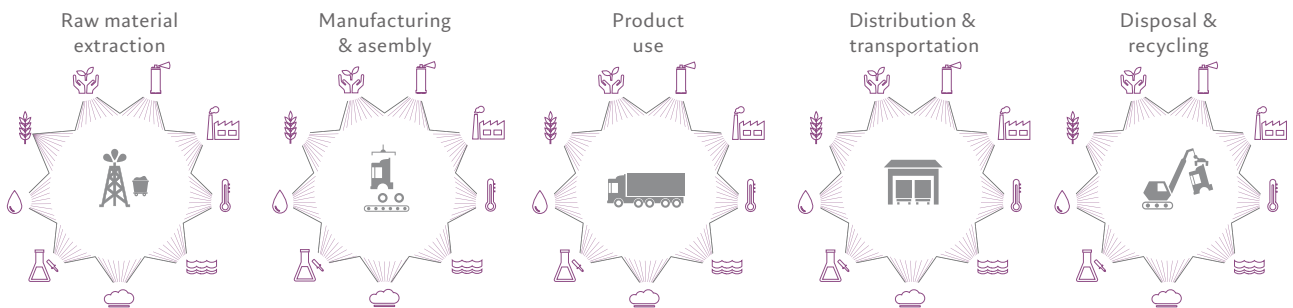 Raw material
extraction
Manufacturing
& asembly
Product
use
Distribution &
transportation
Disposal &
recycling